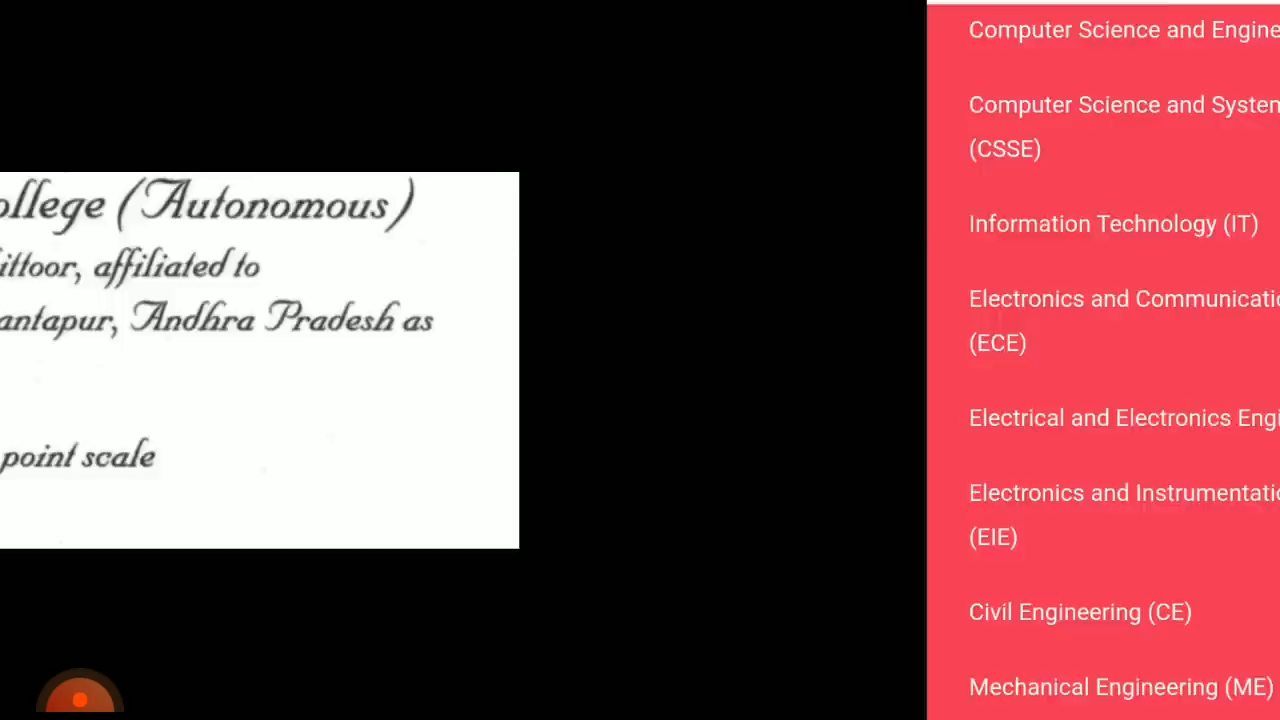 ollege (Autonomous)
ittoor, affiliated to
antapur, Andhra Pradesh as
point scale
Computer Science and Engine
Computer Science and System
(CSSE)
Information Technology (IT)
Electronics and Communicatio
(ECE)
Electrical and Electronics Engi
Electronics and Instrumentatio
(EIE)
Civil Engineering (CE)
Mechanical Engineering (ME)